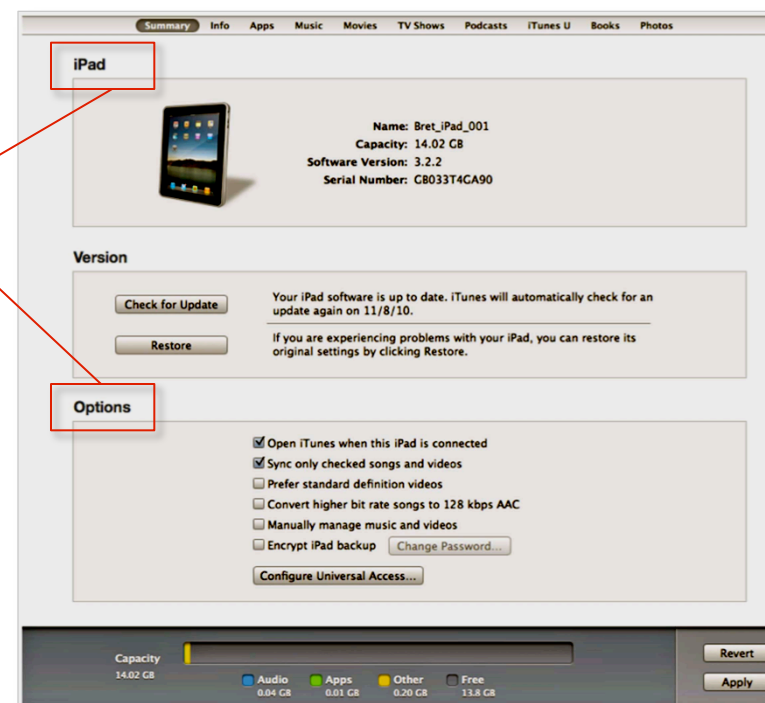 Summary Info Apps Music Movies TV Shows Podcasts iTunes U Books Photos
iPad
Name: Bret_iPad_001
Capacity: 14.02 GB
Software Version: 3.2.2
Serial Number: GB033T4GA90
Version
Check for Update
Your iPad software is up to date. iTunes will automatically check for an
update again on 11/8/10.
Restore
If you are experiencing problems with your iPad, you can restore its
original settings by clicking Restore.
Options
Open iTunes when this iPad is connected
Sync only checked songs and videos
Prefer standard definition videos
Convert higher bit rate songs to 128 kbps AAC
Manually manage music and videos
Encrypt iPad backup Change Password...
Configure Universal Access...
Capacity
14.02 GB
Audio
0.04 GB
Apps
0.01 GB
Other
0.20 GB
Free
13.8 GB
Revert
Apply